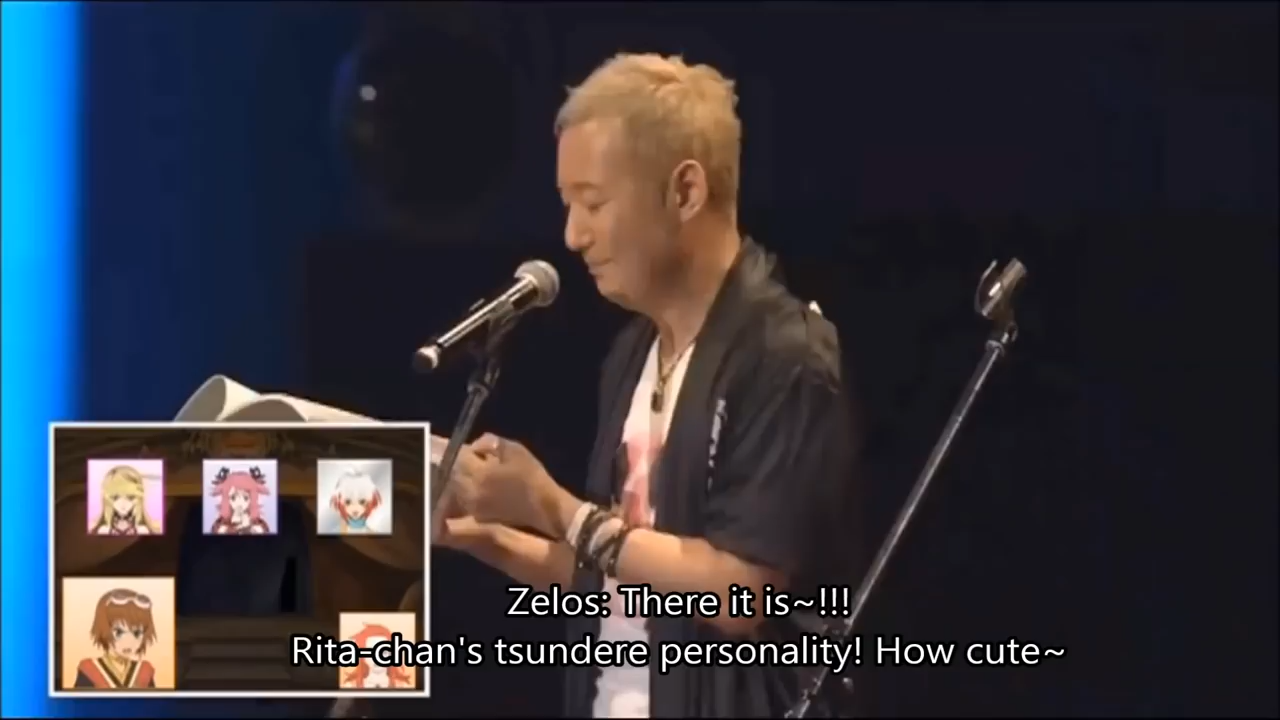 Zelos: There it is~!!!
Rita-chan's tsundere personality! How cute~